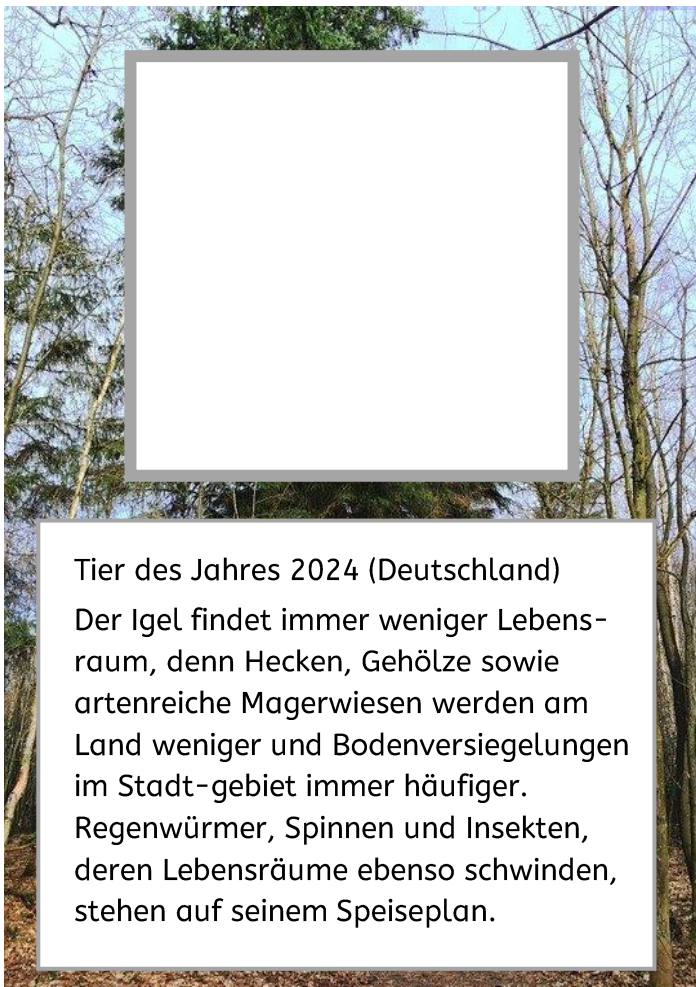 Tier des Jahres 2024 (Deutschland)
Der Igel findet immer weniger Lebens-
raum, denn Hecken, Gehölze sowie
artenreiche Magerwiesen werden am
Land weniger und Bodenversiegelungen
im Stadt-gebiet immer häufiger.
Regenwürmer, Spinnen und Insekten,
deren Lebensräume ebenso schwinden,
stehen auf seinem Speiseplan.